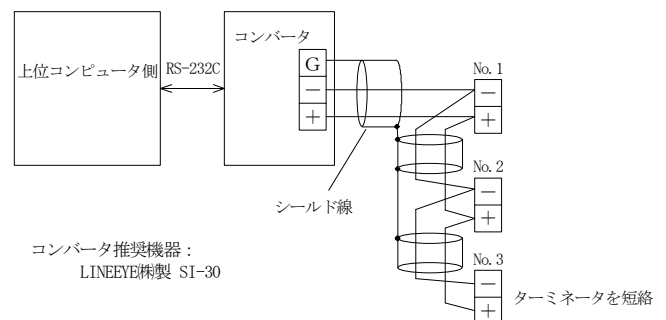 コンバータ
上位コンピュータ側
RS-232C
G
－
＋
No.1
－
＋
シールド線
No.2
－
＋
コンバータ推奨機器：
LINEEYE㈱製 SI-30
No.3
－
＋
ターミネータを短絡